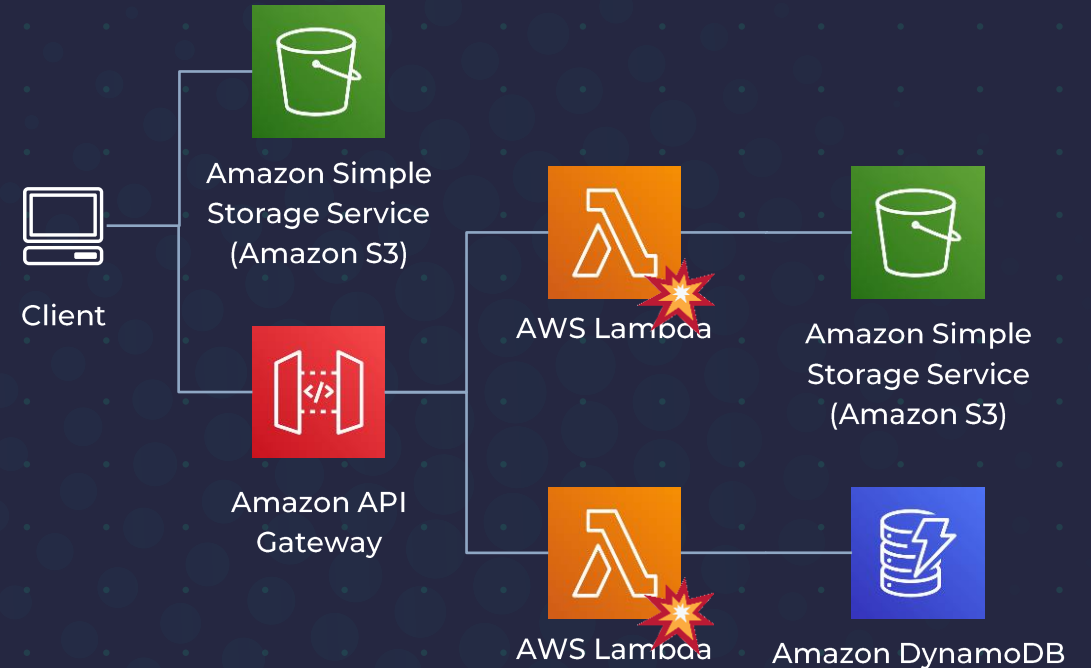 Amazon Simple
Storage Service
(Amazon S3)
Client
</>
Amazon API
Gateway
AWS Lambda
Amazon Simple
Storage Service
(Amazon S3)
AWS Lambda
Amazon DynamoDB